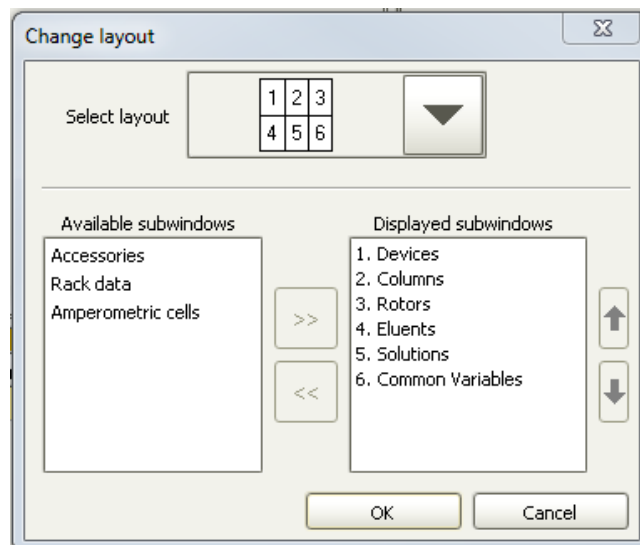 Change layout
Select layout
1 2 3
4 5 6
Available subwindows
Accessories
Rack data
Amperometric cells
>>
<<
Displayed subwindows
1. Devices
2. Columns
3. Rotors
4. Eluents
5. Solutions
6. Common Variables
OK
Cancel